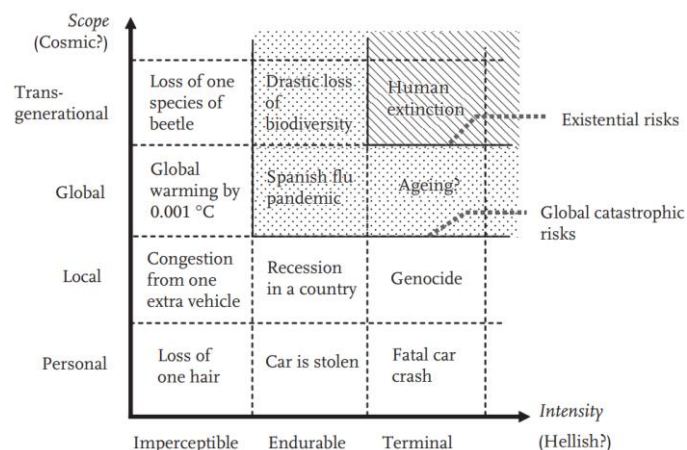 Scope
(Cosmic?)
Trans-
generational
Loss of one
species of
beetle
Drastic loss
of
biodiversity
Human
extinction
Existential risks
Global
Global
warming by
0.001 °C
Spanish flu
pandemic
Ageing?
Global catastrophic
risks
Local
Congestion
from one
extra vehicle
Recession
in a country
Genocide
Personal
Loss of
one hair
Car is stolen
Fatal car
crash
Intensity
(Hellish?)
Imperceptible
Endurable
Terminal